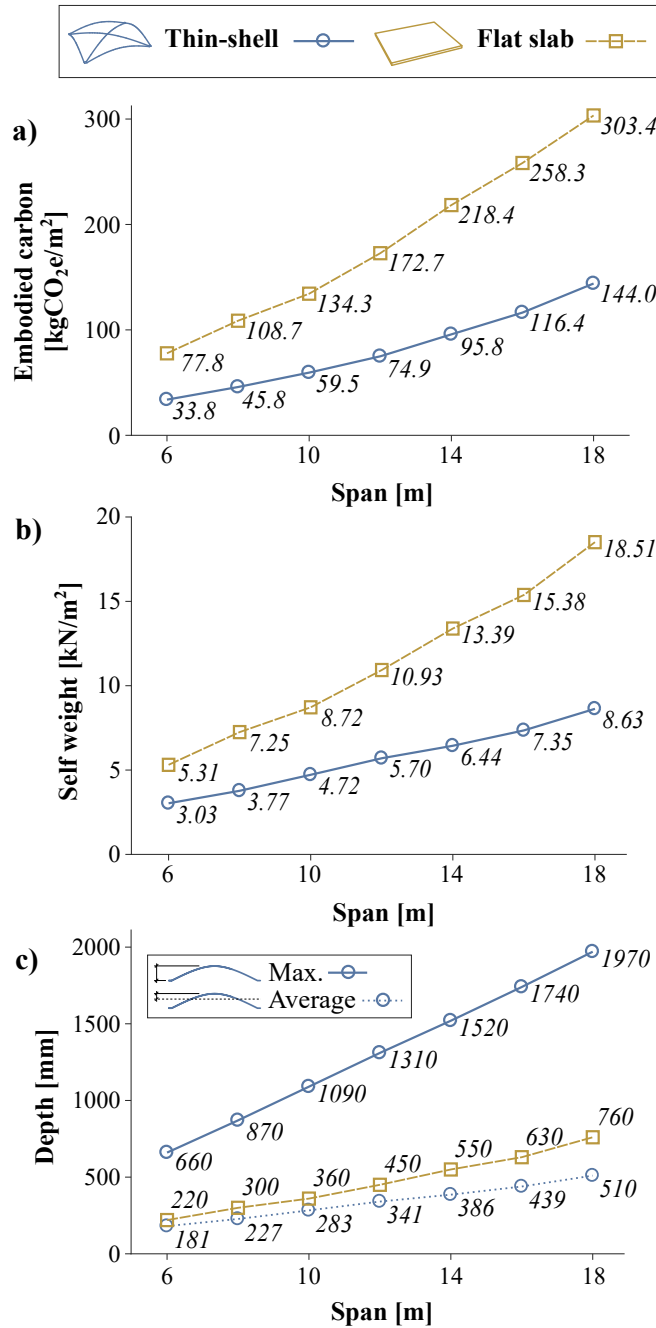 Thin-shell Flat slab
a)
Embodied carbon
[kgCO₂e/m²]
300
200
100
0
77.8 108.7 134.3 172.7 218.4 258.3 303.4
33.8 45.8 59.5 74.9 95.8 116.4 144.0
6 10 14 18
Span [m]
b)
Self weight [kN/m²]
20
15
10
5
0
5.31 7.25 8.72 10.93 13.39 15.38 18.51
3.03 3.77 4.72 5.70 6.44 7.35 8.63
6 10 14 18
Span [m]
c)
Depth [mm]
Max.
Average
2000
1500
1000
500
0
660 870 1090 1310 1520 1740 1970
220 300 360 450 550 630 760
181 227 283 341 386 439 510
6 10 14 18
Span [m]